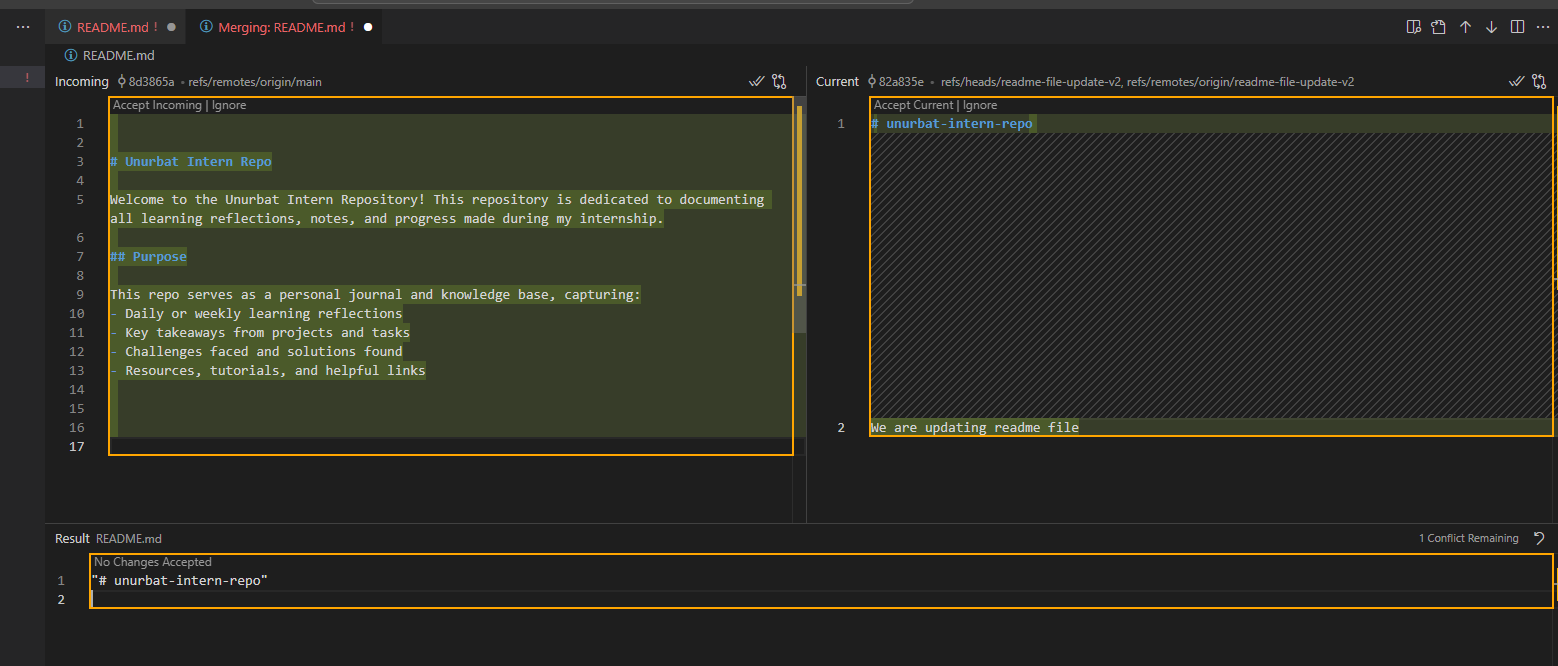 README.md !
Merging: README.md !
README.md
!
Incoming 8d3865a • refs/remotes/origin/main
Accept Incoming | Ignore
1
2
3 # Unurbat Intern Repo
4
5 Welcome to the Unurbat Intern Repository! This repository is dedicated to documenting
all learning reflections, notes, and progress made during my internship.
6
7 ## Purpose
8
9 This repo serves as a personal journal and knowledge base, capturing:
10 - Daily or weekly learning reflections
11 - Key takeaways from projects and tasks
12 - Challenges faced and solutions found
13 - Resources, tutorials, and helpful links
14
15
16
17
Current 82a835e • refs/heads/readme-file-update-v2, refs/remotes/origin/readme-file-update-v2
Accept Current | Ignore
1 # unurbat-intern-repo
2 We are updating readme file
Result README.md
1 Conflict Remaining
No Changes Accepted
1 "# unurbat-intern-repo"
2